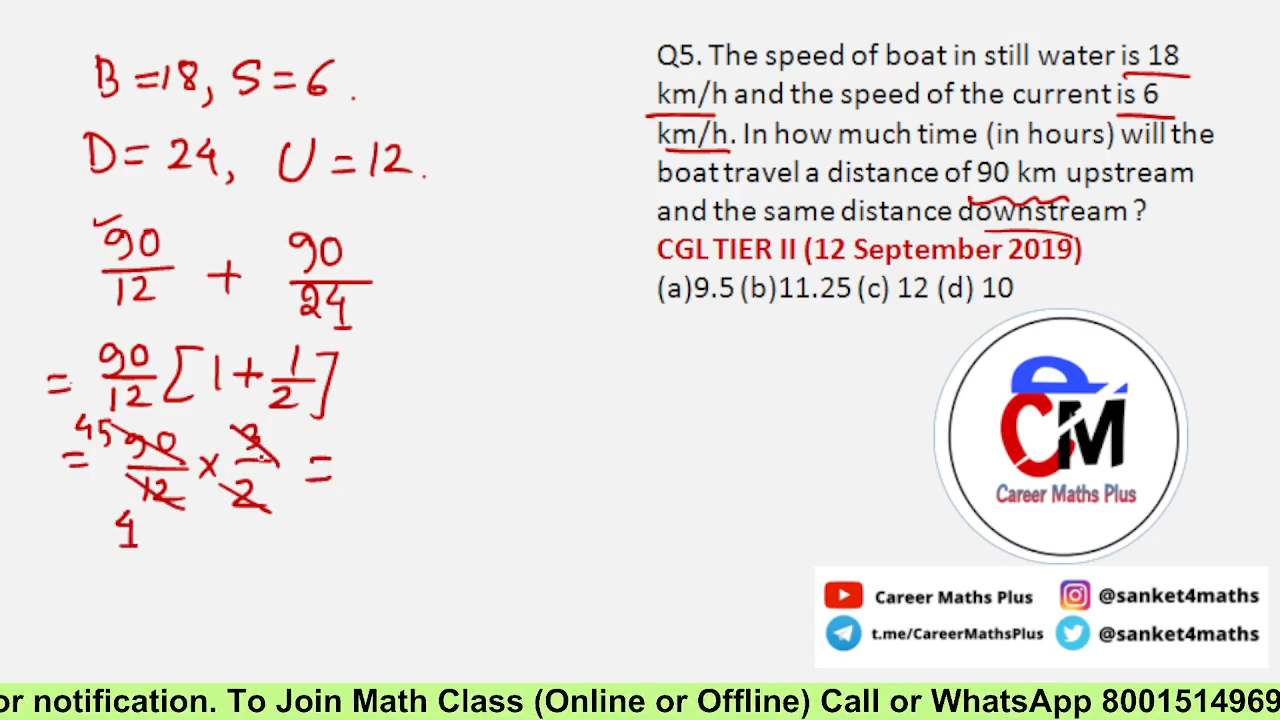 B = 18, S = 6.
D = 24, U = 12.
90/12 + 90/24
= 90/12 [1 + 1/2]
= 45 90/12 × 3/2 =
4
Q5. The speed of boat in still water is 18
km/h and the speed of the current is 6
km/h. In how much time (in hours) will the
boat travel a distance of 90 km upstream
and the same distance downstream ?
CGL TIER II (12 September 2019)
(a)9.5 (b)11.25 (c) 12 (d) 10
e
CM
Career Maths Plus
Career Maths Plus @sanket4maths
t.me/CareerMathsPlus @sanket4maths
or notification. To Join Math Class (Online or Offline) Call or WhatsApp 8001514969